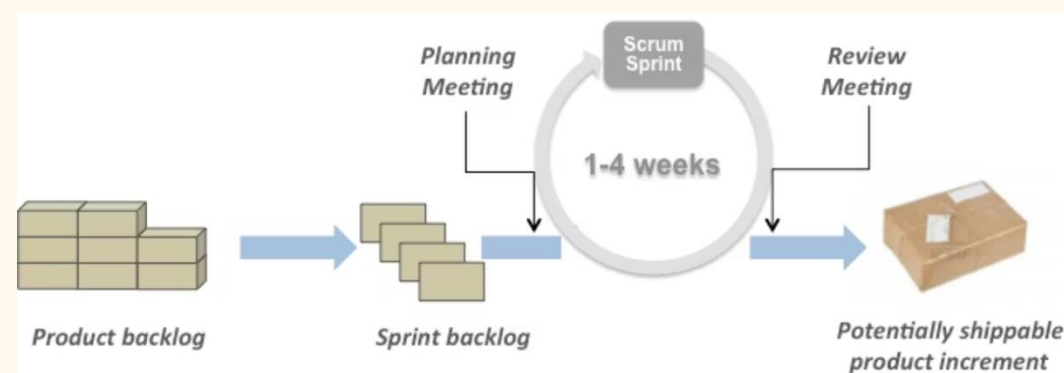 Planning
Meeting
Scrum
Sprint
Review
Meeting
1-4 weeks
Product backlog
Sprint backlog
Potentially shippable
product increment